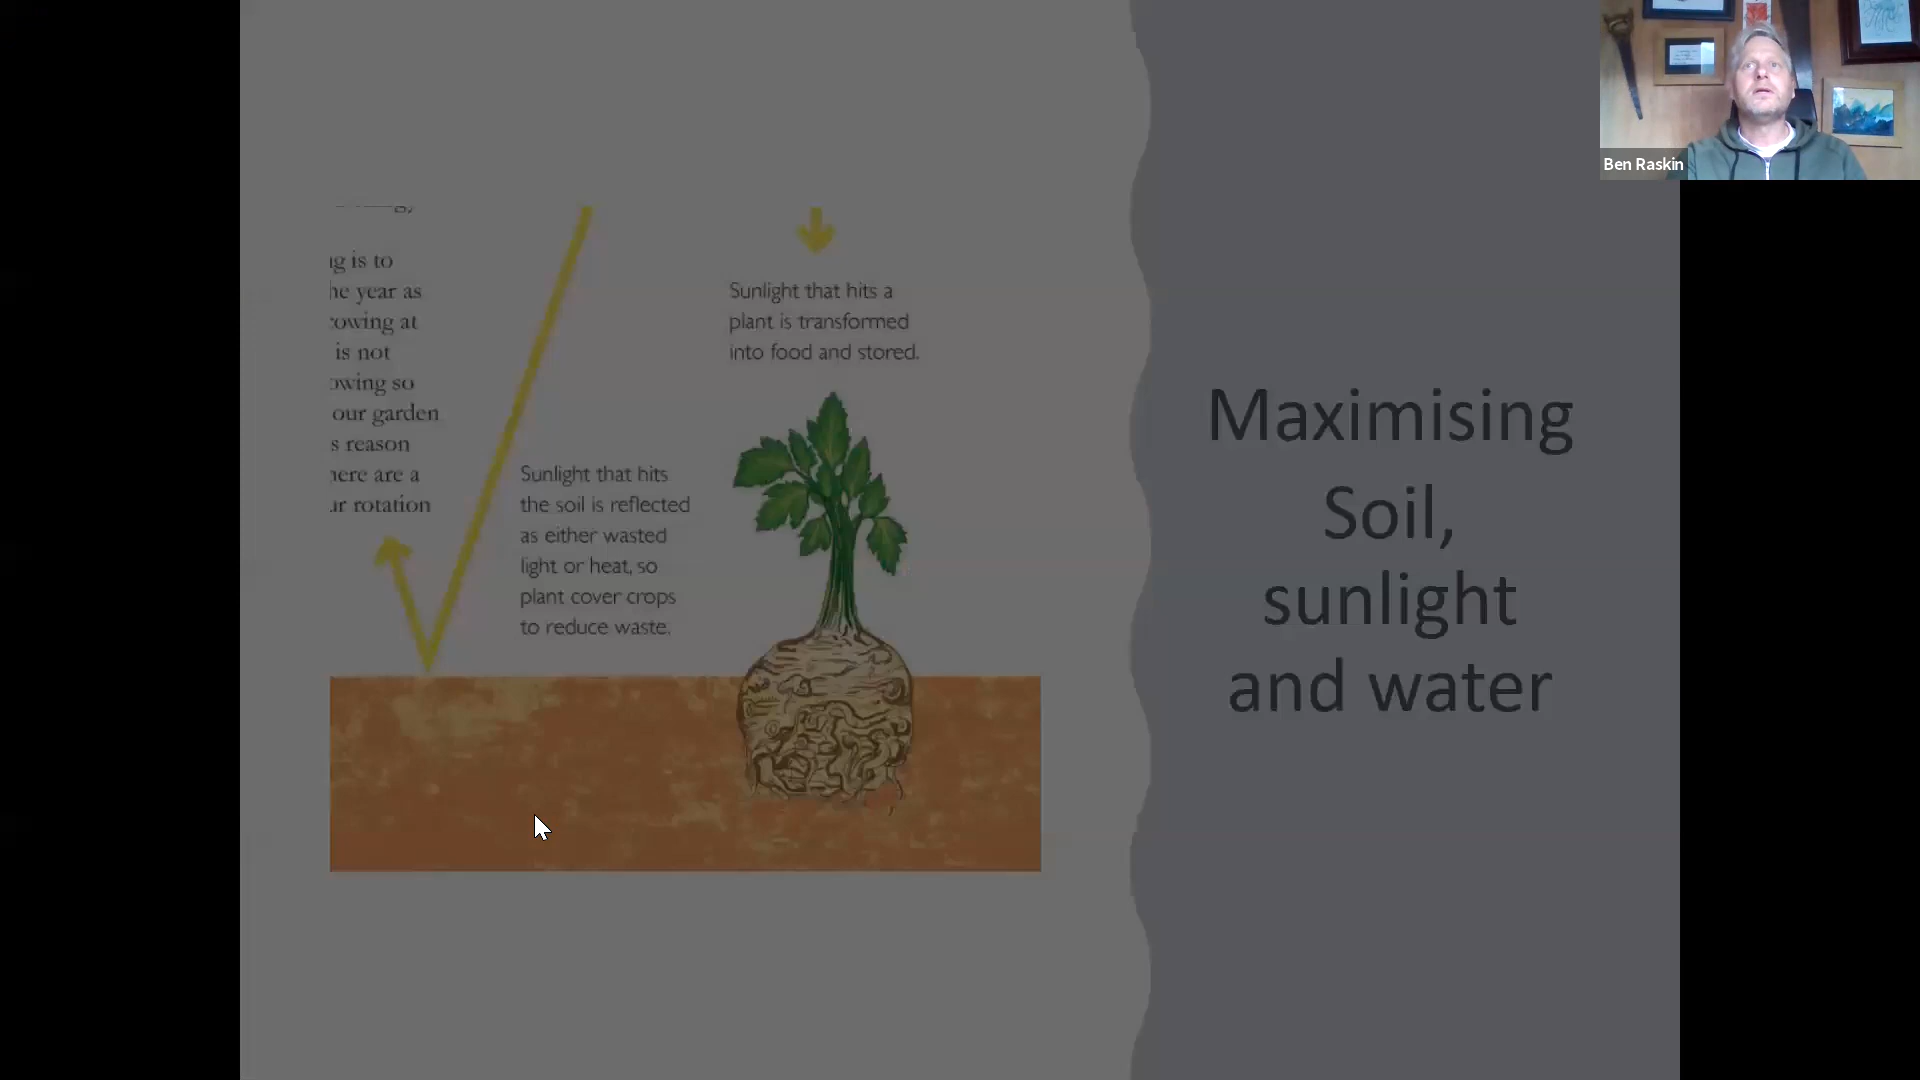 Ben Raskin
ig is to
he year as
rowing at
is not
owing so
our garden
s reason
here are a
ur rotation
Sunlight that hits
the soil is reflected
as either wasted
light or heat, so
plant cover crops
to reduce waste.
Sunlight that hits a
plant is transformed
into food and stored.
Maximising
Soil,
sunlight
and water